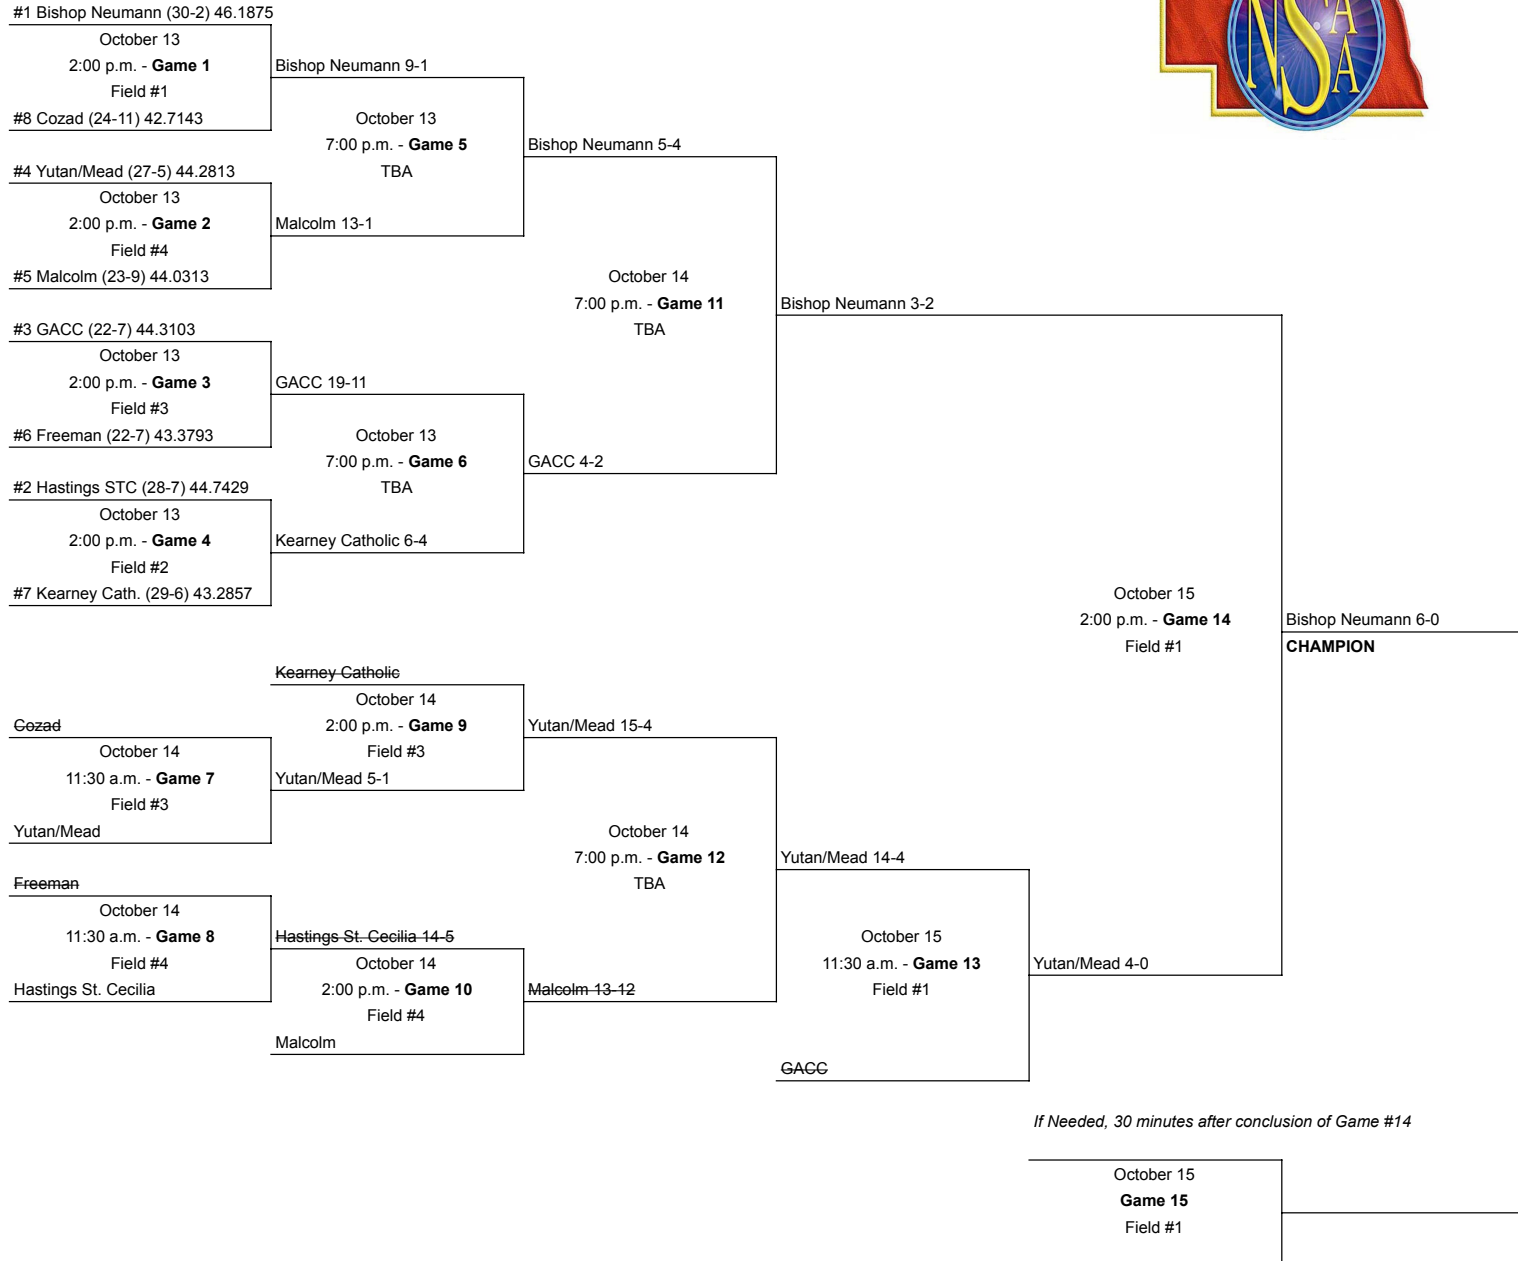 #1 Bishop Neumann (30-2) 46.1875
October 13
2:00 p.m. - Game 1
Field #1
#8 Cozad (24-11) 42.7143
Bishop Neumann 9-1
October 13
7:00 p.m. - Game 5
TBA
#4 Yutan/Mead (27-5) 44.2813
October 13
2:00 p.m. - Game 2
Field #4
#5 Malcolm (23-9) 44.0313
Malcolm 13-1
Bishop Neumann 5-4
October 14
7:00 p.m. - Game 11
TBA
#3 GACC (22-7) 44.3103
October 13
2:00 p.m. - Game 3
Field #3
#6 Freeman (22-7) 43.3793
GACC 19-11
October 13
7:00 p.m. - Game 6
TBA
#2 Hastings STC (28-7) 44.7429
October 13
2:00 p.m. - Game 4
Field #2
#7 Kearney Cath. (29-6) 43.2857
Kearney Catholic 6-4
GACC 4-2
Bishop Neumann 3-2
October 15
2:00 p.m. - Game 14
Field #1
Bishop Neumann 6-0
CHAMPION
Kearney Catholic
October 14
2:00 p.m. - Game 9
Field #3
Cozad
October 14
11:30 a.m. - Game 7
Field #3
Yutan/Mead
Yutan/Mead 5-1
Yutan/Mead 15-4
October 14
7:00 p.m. - Game 12
TBA
Freeman
October 14
11:30 a.m. - Game 8
Field #4
Hastings St. Cecilia
Hastings St. Cecilia 14-5
October 14
2:00 p.m. - Game 10
Field #4
Malcolm
Malcolm 13-12
Yutan/Mead 14-4
October 15
11:30 a.m. - Game 13
Field #1
GACC
Yutan/Mead 4-0
If Needed, 30 minutes after conclusion of Game #14
October 15
Game 15
Field #1
NSAA